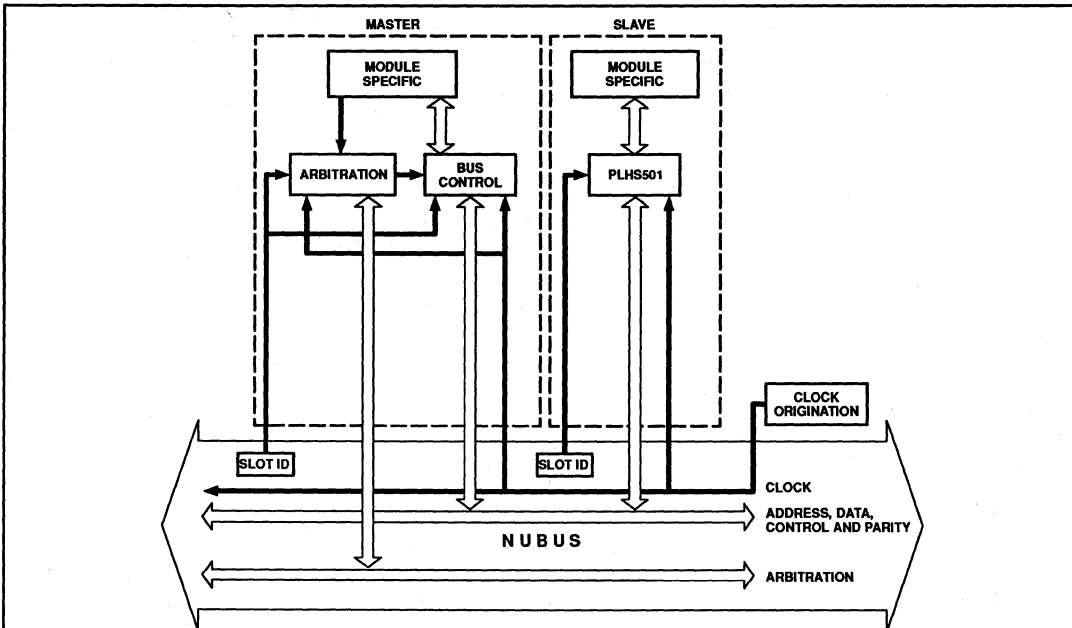 MASTER
SLAVE
MODULE
SPECIFIC
MODULE
SPECIFIC
ARBITRATION
BUS
CONTROL
PLHS501
CLOCK
ORIGINATION
SLOT ID
SLOT ID
CLOCK
ADDRESS, DATA,
CONTROL AND PARITY
NUBUS
ARBITRATION